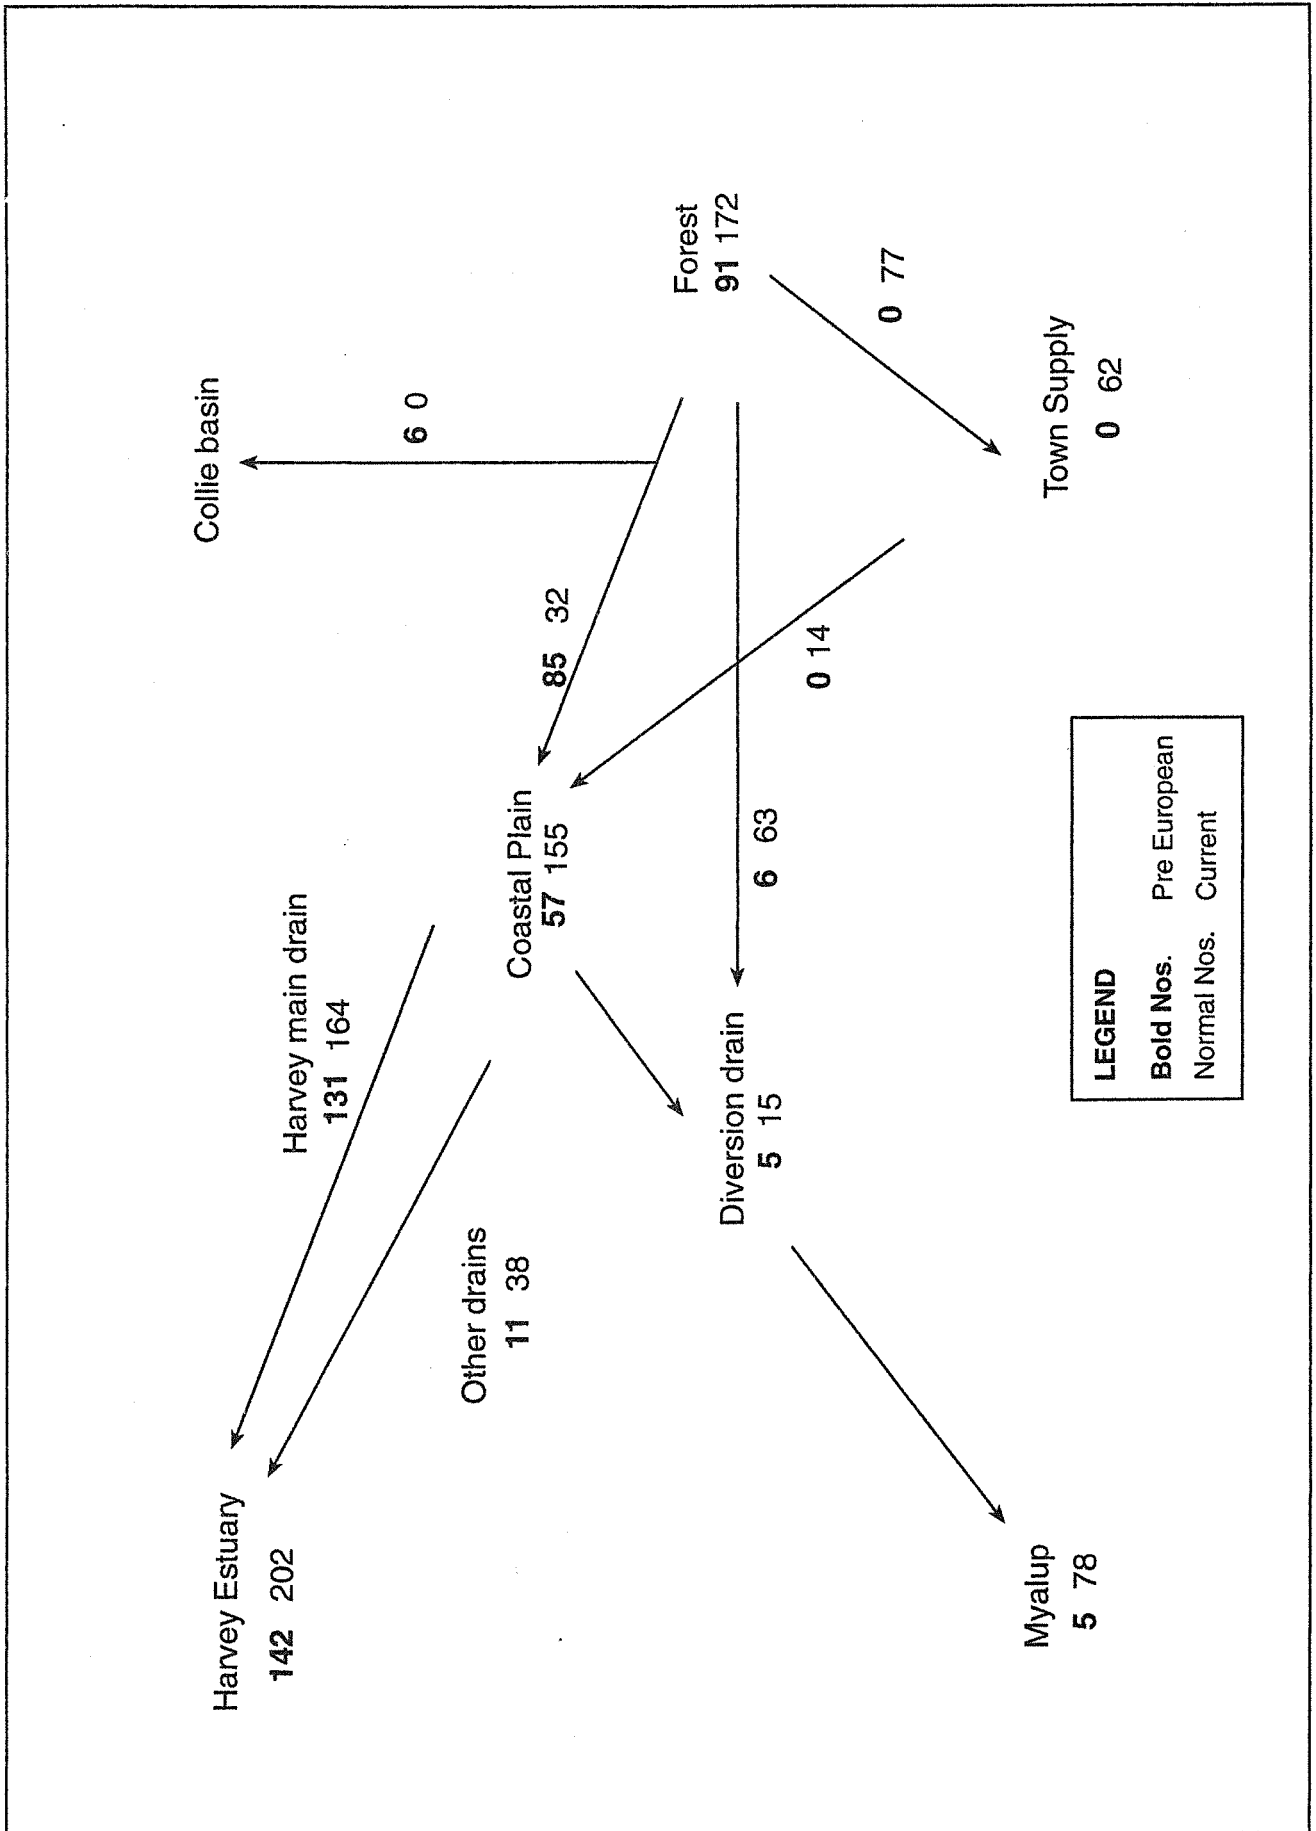 Harvey Estuary
142 202
Harvey main drain
131 164
Collie basin
6 0
Other drains
11 38
Coastal Plain
57 155
85 32
Forest
91 172
Diversion drain
5 15
6 63
0 14
0 77
Myalup
5 78
Town Supply
0 62
LEGEND
Bold Nos. Pre European
Normal Nos. Current